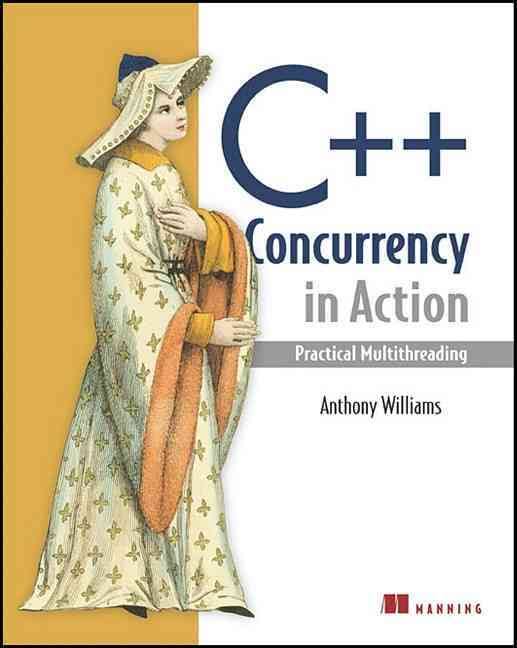 C++
Concurrency
in Action
Practical Multithreading
Anthony Williams
MANNING